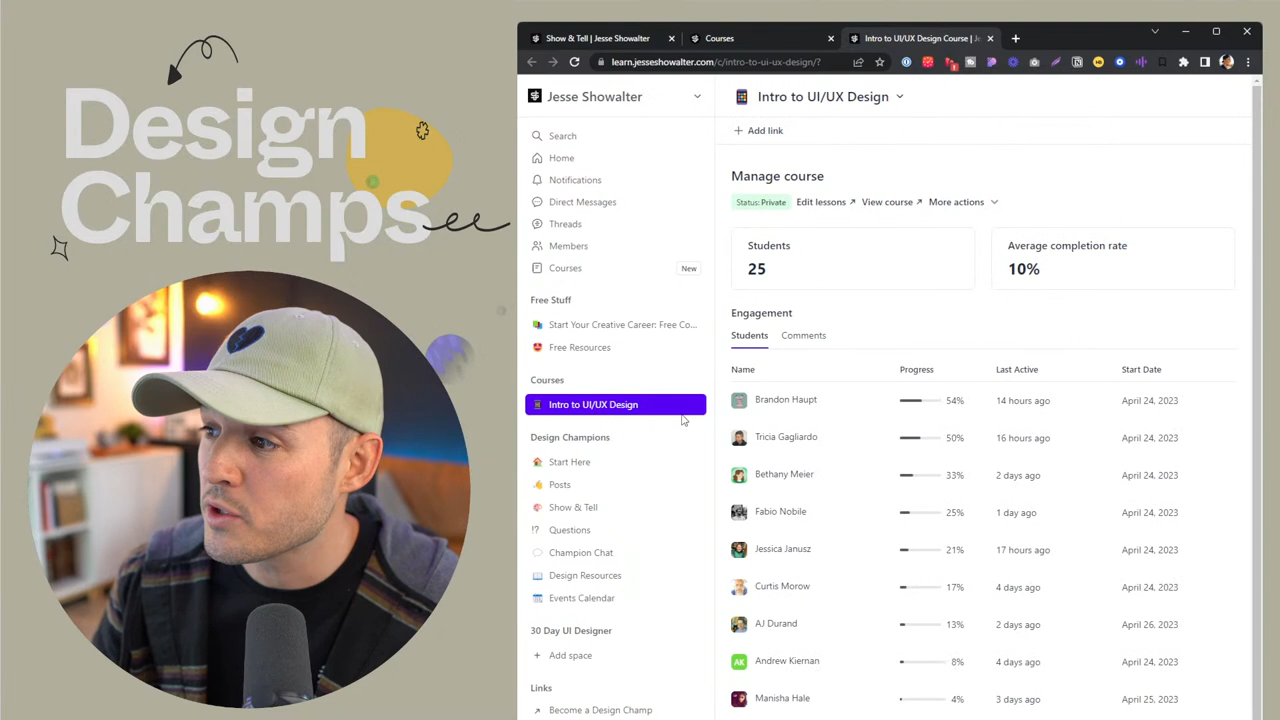 Design
Champs
Show & Tell | Jesse Showalter
Courses
Intro to UI/UX Design Course | J
learn.jesseshowalter.com/c/intro-to-ui-ux-design/?
Jesse Showalter
Search
Home
Notifications
Direct Messages
Threads
Members
Courses
New
Free Stuff
Start Your Creative Career: Free Co...
Free Resources
Courses
Intro to UI/UX Design
Design Champions
Start Here
Posts
Show & Tell
Questions
Champion Chat
Design Resources
Events Calendar
30 Day UI Designer
Add space
Links
Become a Design Champ
Intro to UI/UX Design
Add link
Manage course
Status: Private
Edit lessons
View course
More actions
Students
25
Average completion rate
10%
Engagement
Students
Comments
Name Progress Last Active Start Date
Brandon Haupt 54% 14 hours ago April 24, 2023
Tricia Gagliardo 50% 16 hours ago April 24, 2023
Bethany Meier 33% 2 days ago April 24, 2023
Fabio Nobile 25% 1 day ago April 24, 2023
Jessica Janusz 21% 17 hours ago April 24, 2023
Curtis Morow 17% 4 days ago April 24, 2023
AJ Durand 13% 2 days ago April 26, 2023
AK Andrew Kiernan 8% 4 days ago April 24, 2023
Manisha Hale 4% 3 days ago April 25, 2023